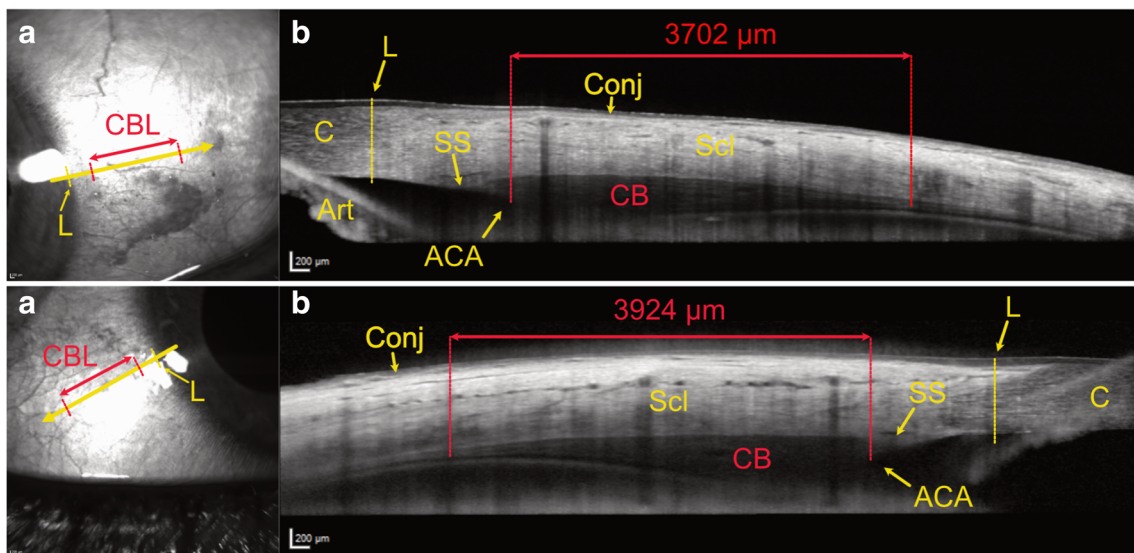 a
CBL
L
b
3702 µm
L
Conj
C
SS
Scl
CB
Art
ACA
200 µm
a
CBL
L
b
3924 µm
L
Conj
Scl
SS
C
CB
ACA
200 µm